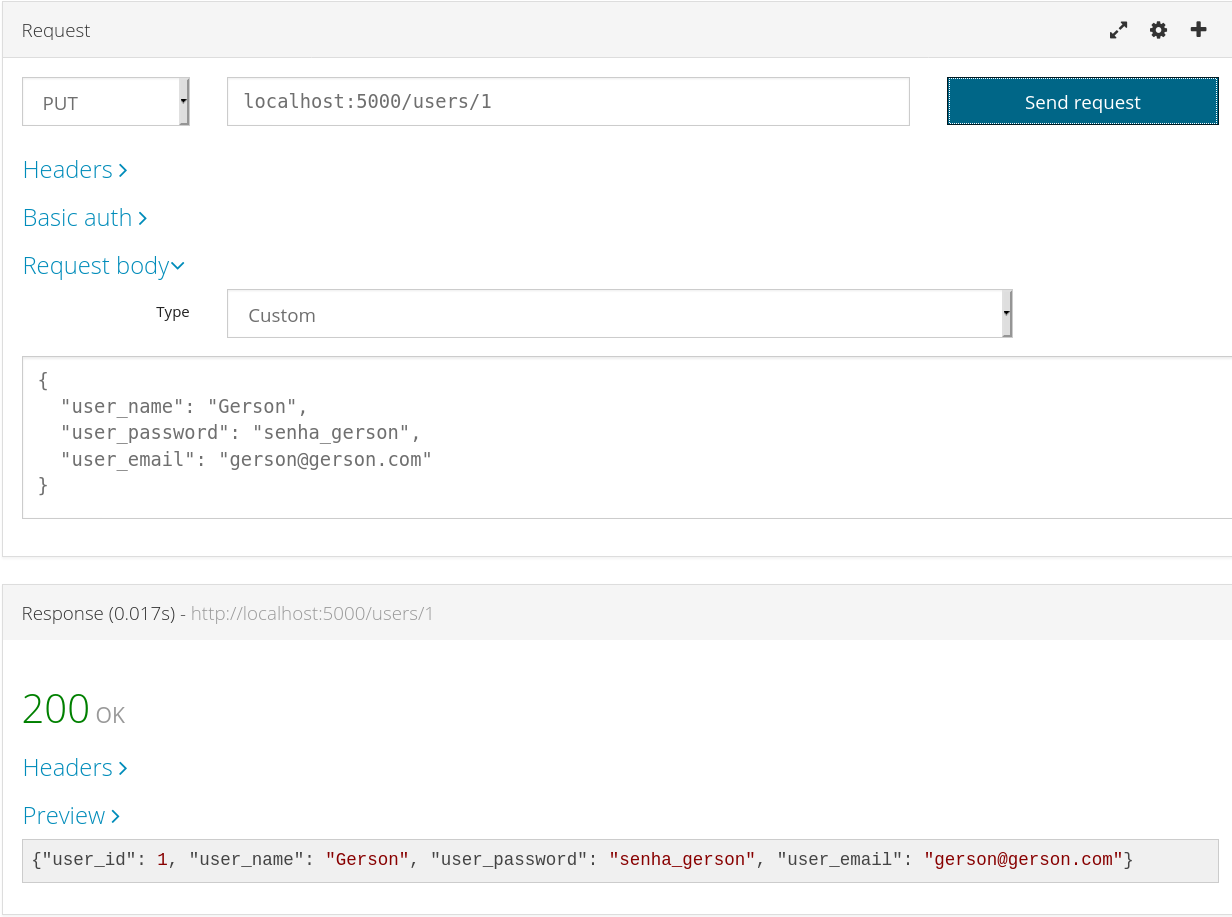 Request
PUT localhost:5000/users/1 Send request
Headers
Basic auth
Request body
Type Custom
{
  "user_name": "Gerson",
  "user_password": "senha_gerson",
  "user_email": "gerson@gerson.com"
}
Response (0.017s) - http://localhost:5000/users/1
200 OK
Headers
Preview
{"user_id": 1, "user_name": "Gerson", "user_password": "senha_gerson", "user_email": "gerson@gerson.com"}